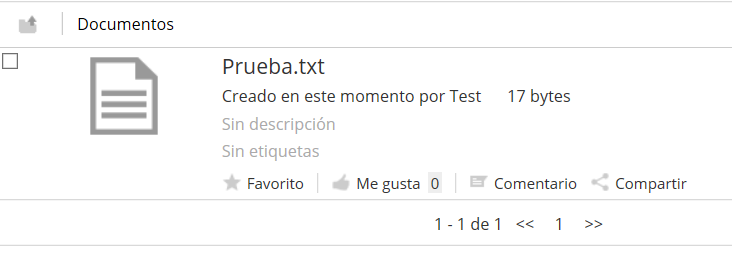 Documentos
Prueba.txt
Creado en este momento por Test 17 bytes
Sin descripción
Sin etiquetas
Favorito Me gusta 0 Comentario Compartir
1 - 1 de 1 << 1 >>